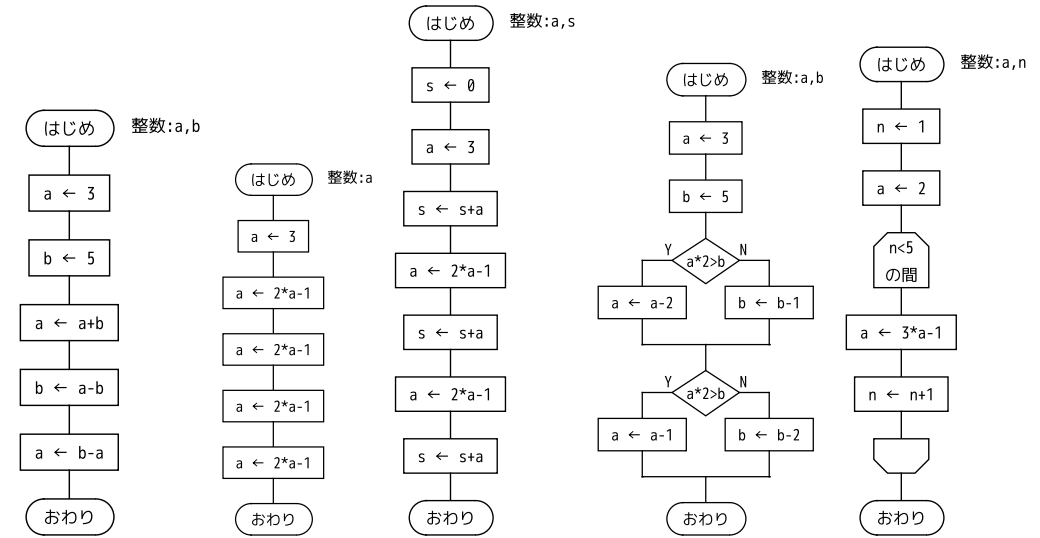 はじめ 整数:a,b
a ← 3
b ← 5
a ← a+b
b ← a-b
a ← b-a
おわり
はじめ 整数:a
a ← 3
a ← 2*a-1
a ← 2*a-1
a ← 2*a-1
a ← 2*a-1
おわり
はじめ 整数:a,s
s ← 0
a ← 3
s ← s+a
a ← 2*a-1
s ← s+a
a ← 2*a-1
s ← s+a
おわり
はじめ 整数:a,b
a ← 3
b ← 5
Y a*2>b N
a ← a-2 b ← b-1
Y a*2>b N
a ← a-1 b ← b-2
おわり
はじめ 整数:a,n
n ← 1
a ← 2
n<5
の間
a ← 3*a-1
n ← n+1
おわり